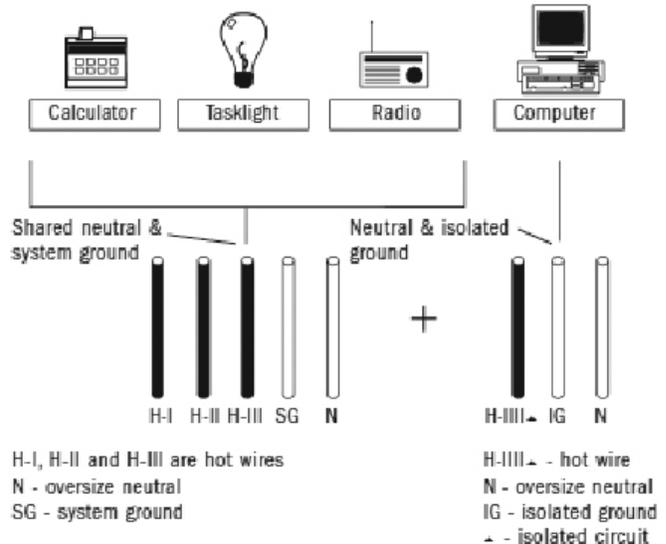 Calculator
Tasklight
Radio
Computer
Shared neutral &
system ground
Neutral & isolated
ground
+
H-I H-II H-III SG N
H-IIII▲ IG N
H-I, H-II and H-III are hot wires
N - oversize neutral
SG - system ground
H-IIII▲ - hot wire
N - oversize neutral
IG - isolated ground
▲ - isolated circuit